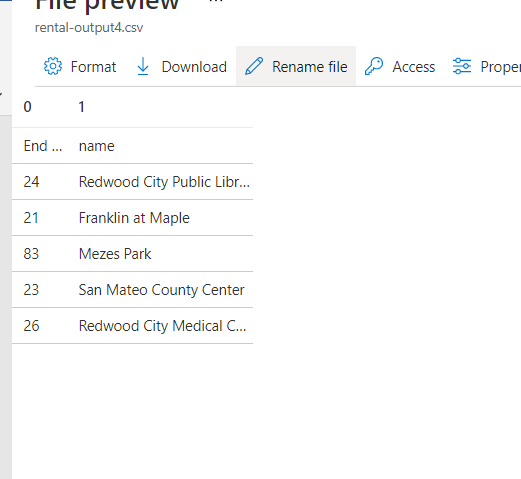 File preview ...
rental-output4.csv
Format Download Rename file Access Proper
0 1
End ... name
24 Redwood City Public Libr...
21 Franklin at Maple
83 Mezes Park
23 San Mateo County Center
26 Redwood City Medical C...